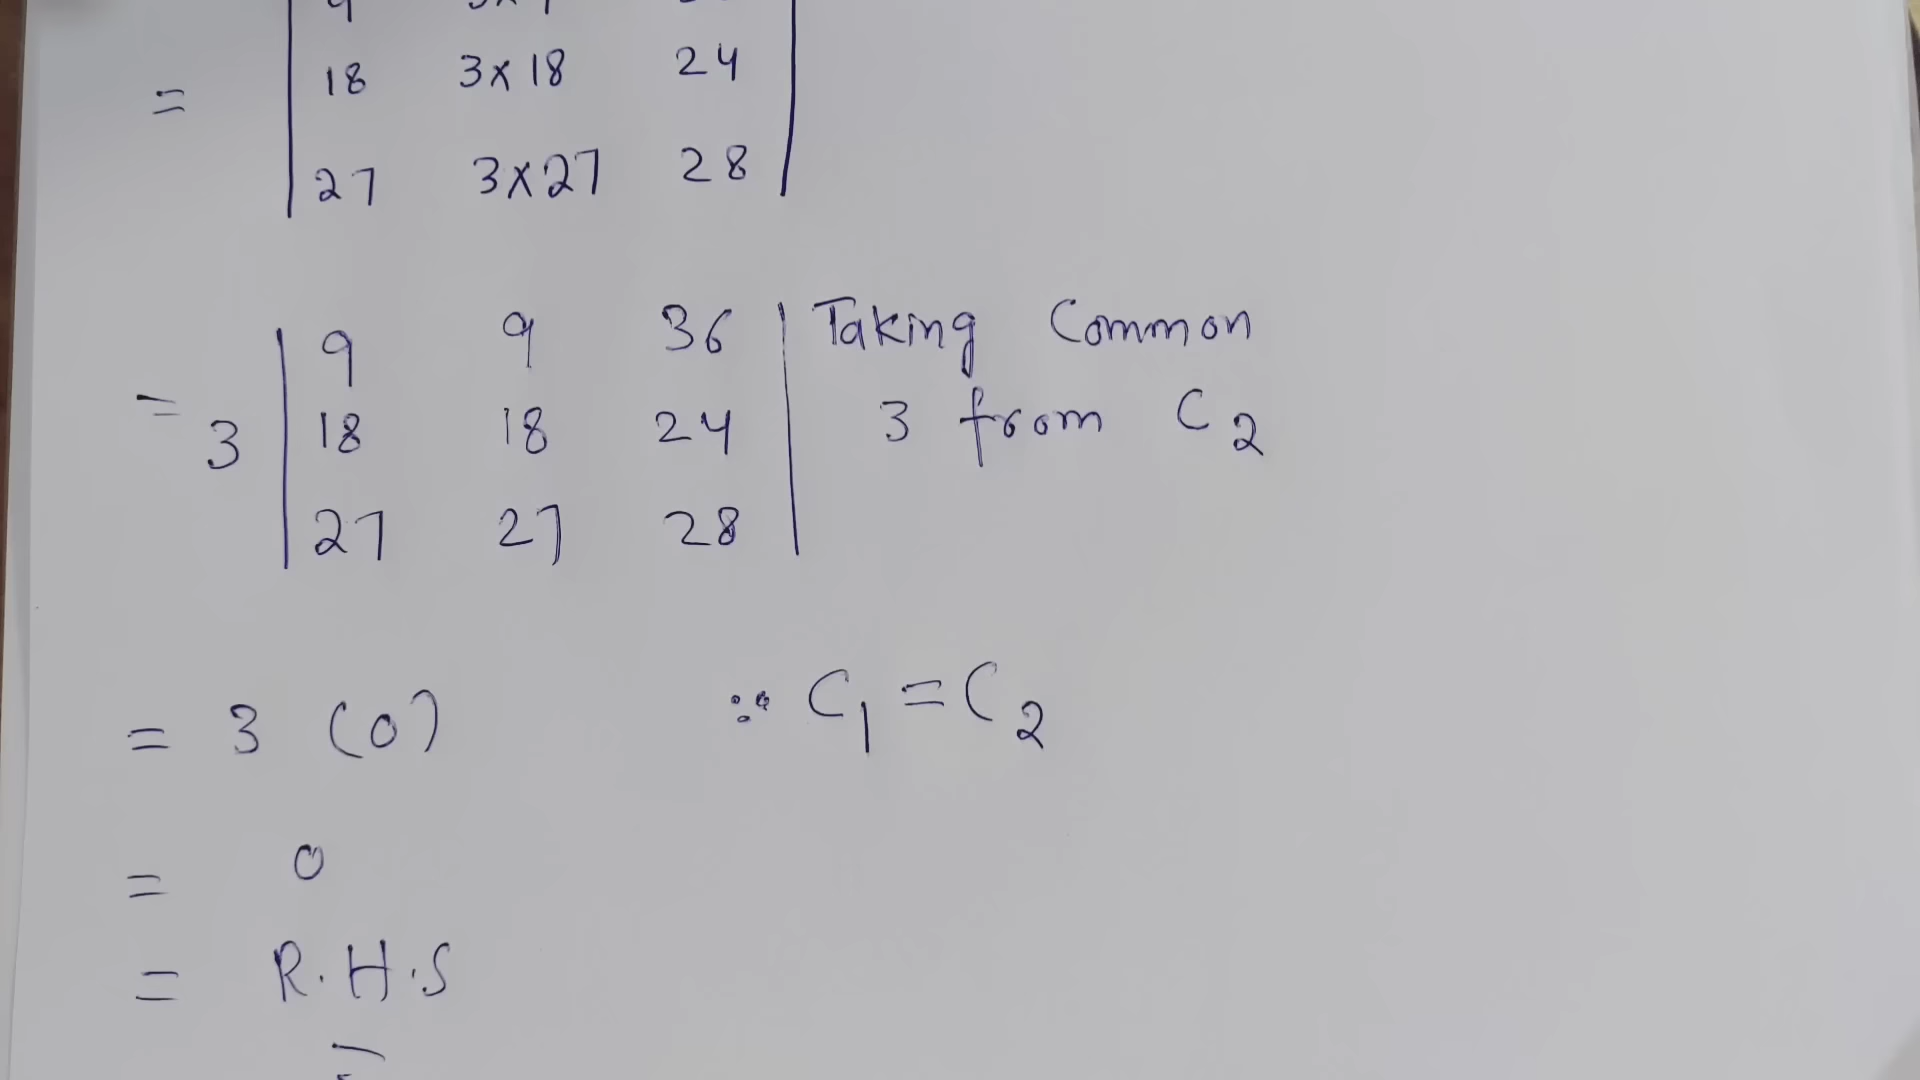 18 3x18 24
=
27 3x27 28
9 9 36 Taking Common
= 3 18 18 24 3 from C2
27 27 28
= 3 (0) ∵ C1 = C2
= 0
= R.H.S